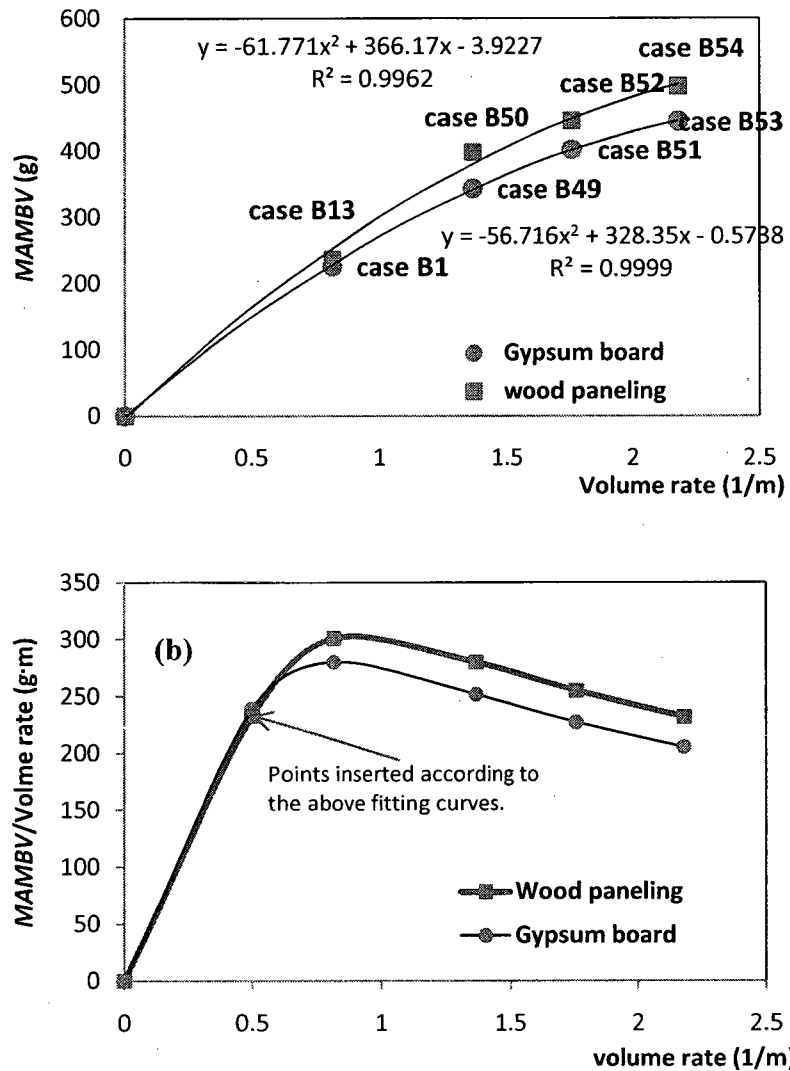 600
500
400
300
200
100
0
MAMBV (g)
y = -61.771x² + 366.17x - 3.9227
R² = 0.9962
case B54
case B52
case B50
case B53
case B51
case B49
case B13
y = -56.716x² + 328.35x - 0.5738
R² = 0.9999
case B1
Gypsum board
wood paneling
0 0.5 1 1.5 2 2.5
Volume rate (1/m)
350
300
250
200
150
100
50
0
MAMBV/Volme rate (g·m)
(b)
Points inserted according to
the above fitting curves.
Wood paneling
Gypsum board
0 0.5 1 1.5 2 2.5
volume rate (1/m)